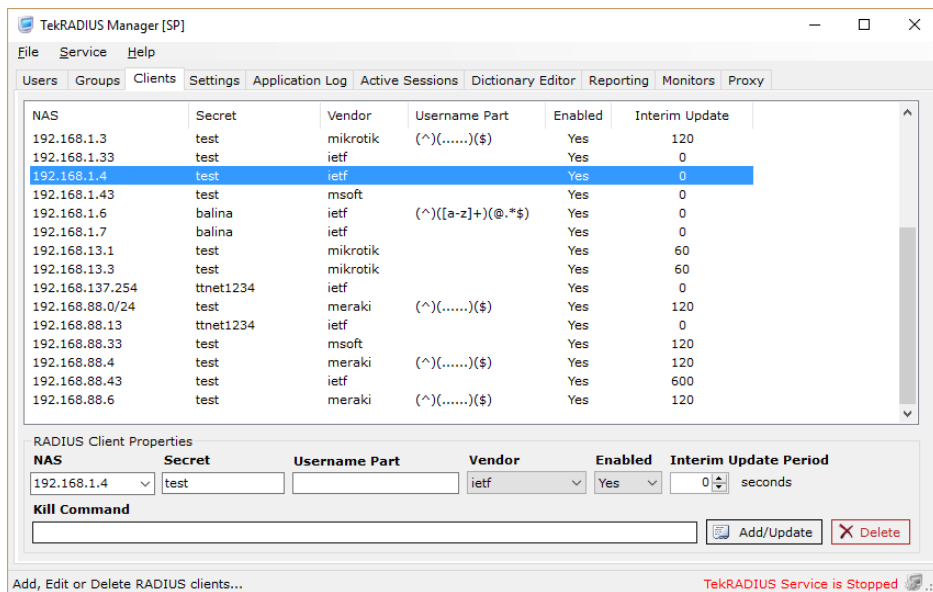 TekRADIUS Manager [SP]
File Service Help
Users Groups Clients Settings Application Log Active Sessions Dictionary Editor Reporting Monitors Proxy
NAS Secret Vendor Username Part Enabled Interim Update
192.168.1.3 test mikrotik (^)(......)($) Yes 120
192.168.1.33 test ietf Yes 0
192.168.1.4 test ietf Yes 0
192.168.1.43 test msoft Yes 0
192.168.1.6 balina ietf (^)([a-z]+)(@.*$) Yes 0
192.168.1.7 balina ietf Yes 0
192.168.13.1 test mikrotik Yes 60
192.168.13.3 test mikrotik Yes 60
192.168.137.254 ttnet1234 ietf Yes 0
192.168.88.0/24 test meraki (^)(......)($) Yes 120
192.168.88.13 ttnet1234 ietf Yes 0
192.168.88.33 test msoft Yes 120
192.168.88.4 test meraki (^)(......)($) Yes 120
192.168.88.43 test ietf Yes 600
192.168.88.6 test meraki (^)(......)($) Yes 120
RADIUS Client Properties
NAS Secret Username Part Vendor Enabled Interim Update Period
192.168.1.4 test ietf Yes 0 seconds
Kill Command
Add/Update Delete
Add, Edit or Delete RADIUS clients... TekRADIUS Service is Stopped